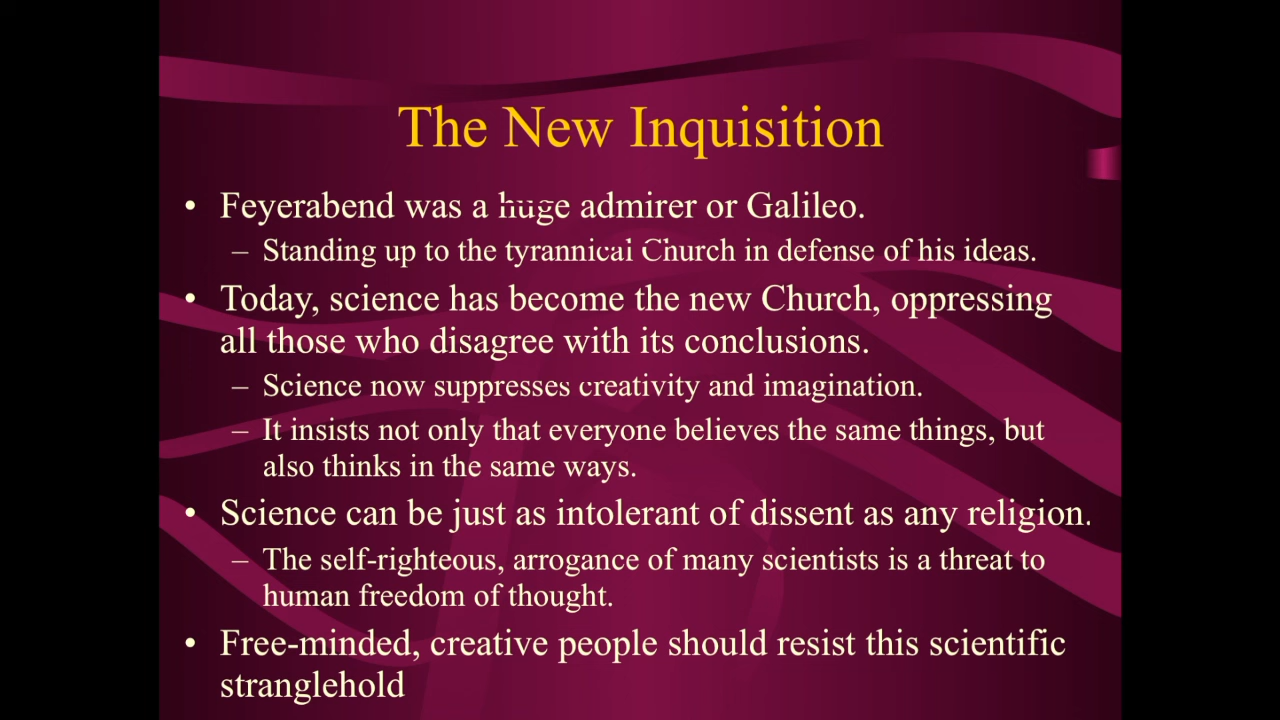 The New Inquisition
• Feyerabend was a huge admirer or Galileo.
– Standing up to the tyrannical Church in defense of his ideas.
• Today, science has become the new Church, oppressing
all those who disagree with its conclusions.
– Science now suppresses creativity and imagination.
– It insists not only that everyone believes the same things, but
also thinks in the same ways.
• Science can be just as intolerant of dissent as any religion.
– The self-righteous, arrogance of many scientists is a threat to
human freedom of thought.
• Free-minded, creative people should resist this scientific
stranglehold